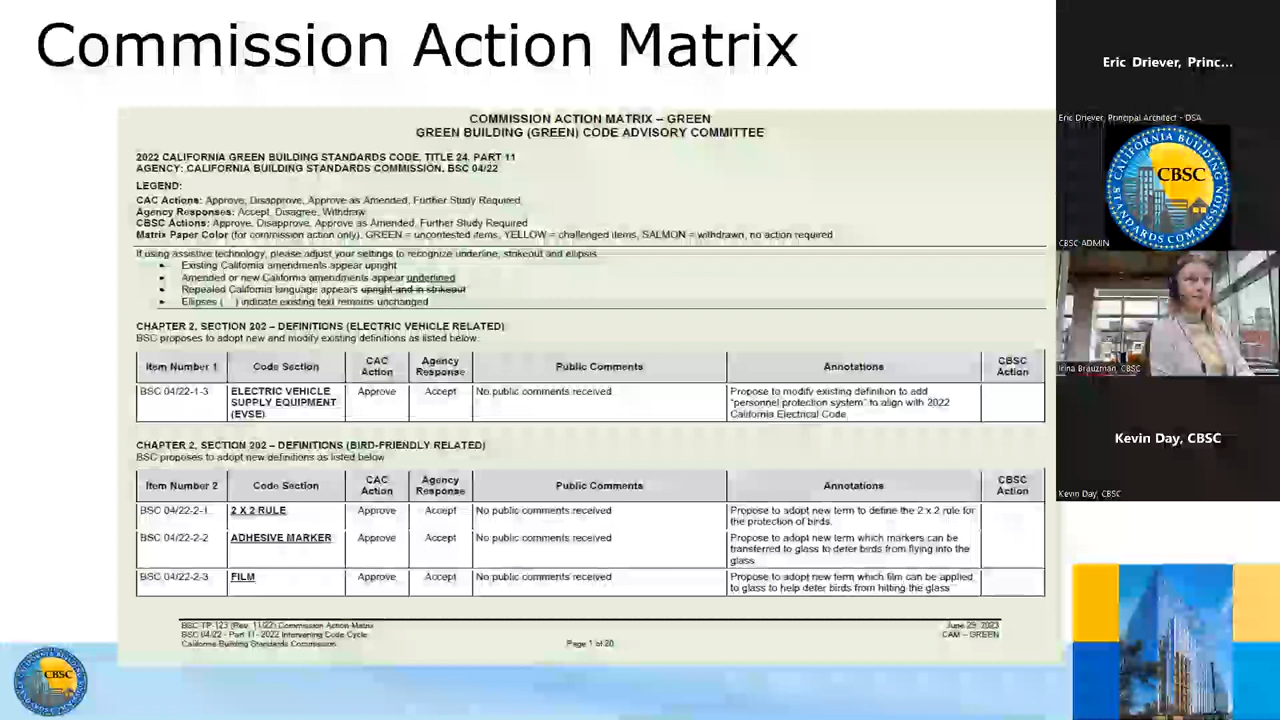 Commission Action Matrix
COMMISSION ACTION MATRIX – GREEN
GREEN BUILDING (GREEN) CODE ADVISORY COMMITTEE
2022 CALIFORNIA GREEN BUILDING STANDARDS CODE, TITLE 24, PART 11
AGENCY: CALIFORNIA BUILDING STANDARDS COMMISSION, BSC 04/22
LEGEND:
CAC Actions: Approve, Disapprove, Approve as Amended, Further Study Required
Agency Responses: Accept, Disagree, Withdraw
CBSC Actions: Approve, Disapprove, Approve as Amended, Further Study Required
Matrix Paper Color (for commission action only), GREEN = uncontested items, YELLOW = challenged items, SALMON = withdrawn, no action required
If using assistive technology, please adjust your settings to recognize underline, strikeout and ellipsis.
• Existing California amendments appear upright
• Amended or new California amendments appear underlined
• Repealed California language appears upright and in strikeout
• Ellipses ( ) indicate existing text remains unchanged
CHAPTER 2, SECTION 202 – DEFINITIONS (ELECTRIC VEHICLE RELATED)
BSC proposes to adopt new and modify existing definitions as listed below:
Item Number 1 Code Section CAC Action Agency Response Public Comments Annotations CBSC Action
BSC 04/22-1-3 ELECTRIC VEHICLE SUPPLY EQUIPMENT (EVSE) Approve Accept No public comments received Propose to modify existing definition to add "personnel protection system" to align with 2022 California Electrical Code
CHAPTER 2, SECTION 202 – DEFINITIONS (BIRD-FRIENDLY RELATED)
BSC proposes to adopt new definitions as listed below
Item Number 2 Code Section CAC Action Agency Response Public Comments Annotations CBSC Action
BSC 04/22-2-1 2 X 2 RULE Approve Accept No public comments received Propose to adopt new term to define the 2 x 2 rule for the protection of birds.
BSC 04/22-2-2 ADHESIVE MARKER Approve Accept No public comments received Propose to adopt new term which markers can be transferred to glass to deter birds from flying into the glass
BSC 04/22-2-3 FILM Approve Accept No public comments received Propose to adopt new term which film can be applied to glass to help deter birds from hitting the glass
BSC TP-123 (Rev. 11/22) Commission Action Matrix
BSC 04/22 - Part 11 - 2022 Intervening Code Cycle
California Building Standards Commission
Page 1 of 20
June 29, 2023
CAM – GREEN
CBSC
Eric Driever, Princ...
Eric Driever, Principal Architect - DSA
CALIFORNIA BUILDING STANDARDS COMMISSION
CBSC
CBSC ADMIN
Irina Brauzman, CBSC
Kevin Day, CBSC
Kevin Day, CBSC